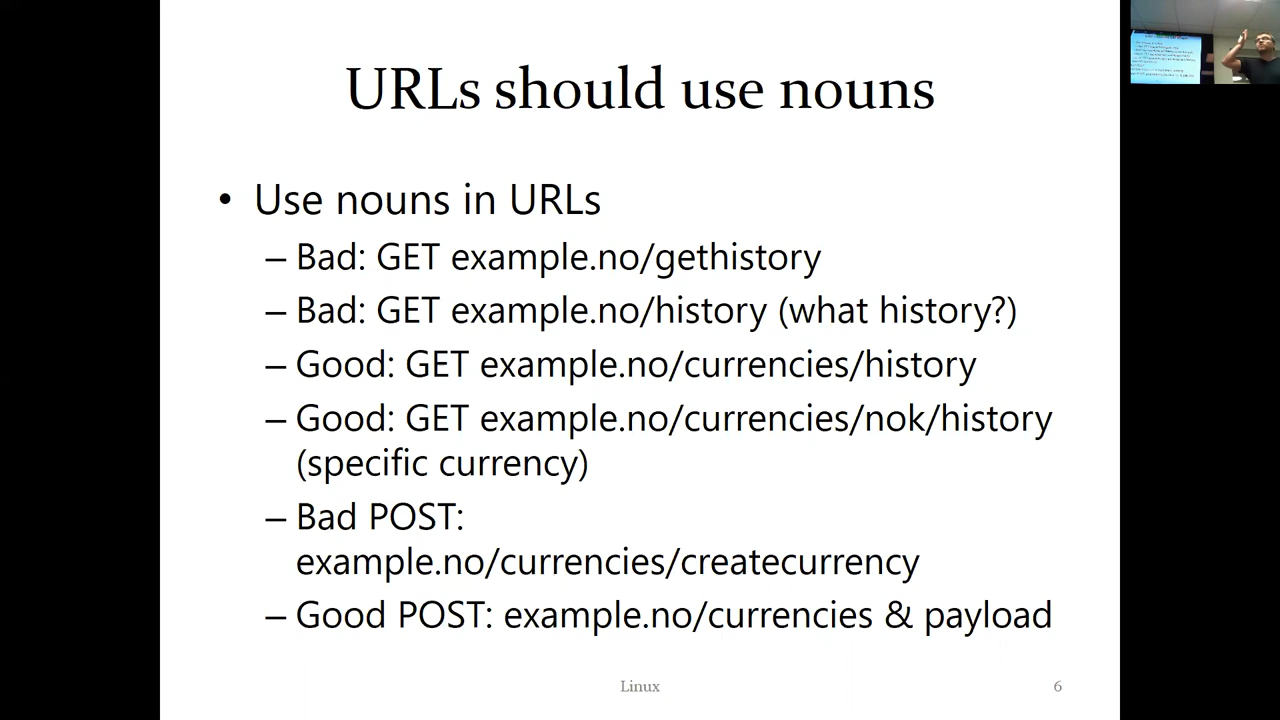 URLs should use nouns
• Use nouns in URLs
– Bad: GET example.no/gethistory
– Bad: GET example.no/history (what history?)
– Good: GET example.no/currencies/history
– Good: GET example.no/currencies/nok/history
(specific currency)
– Bad POST:
example.no/currencies/createcurrency
– Good POST: example.no/currencies & payload
Linux
6